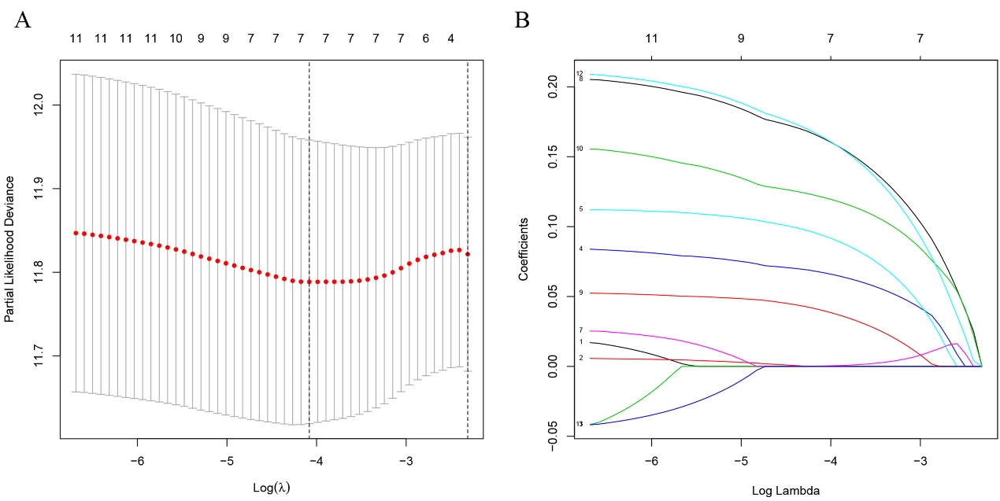 A
11 11 11 11 10 9 9 7 7 7 7 7 7 7 6 4
Partial Likelihood Deviance
12.0
11.9
11.8
11.7
−6 −5 −4 −3
Log(λ)
B
11 9 7 7
Coefficients
0.20
0.15
0.10
0.05
0.00
−0.05
12
8
10
5
4
9
7
1
2
−6 −5 −4 −3
Log Lambda